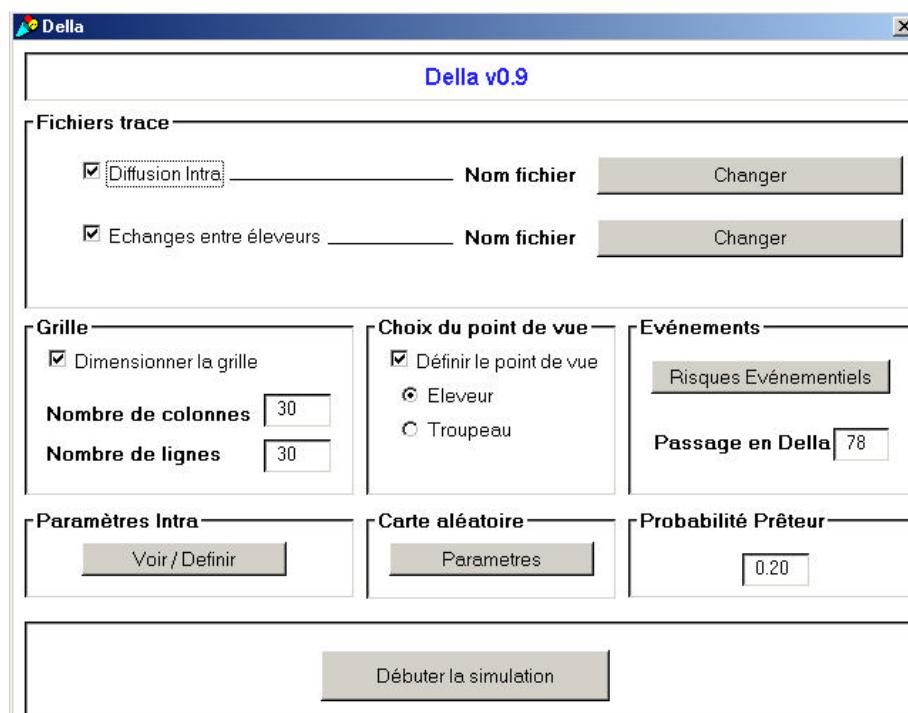 Della
Della v0.9
Fichiers trace
Diffusion Intra Nom fichier Changer
Echanges entre éleveurs Nom fichier Changer
Grille
Dimensionner la grille
Nombre de colonnes 30
Nombre de lignes 30
Choix du point de vue
Définir le point de vue
Eleveur
Troupeau
Evénements
Risques Evénementiels
Passage en Della 78
Paramètres Intra
Voir / Definir
Carte aléatoire
Parametres
Probabilité Prêteur
0.20
Débuter la simulation